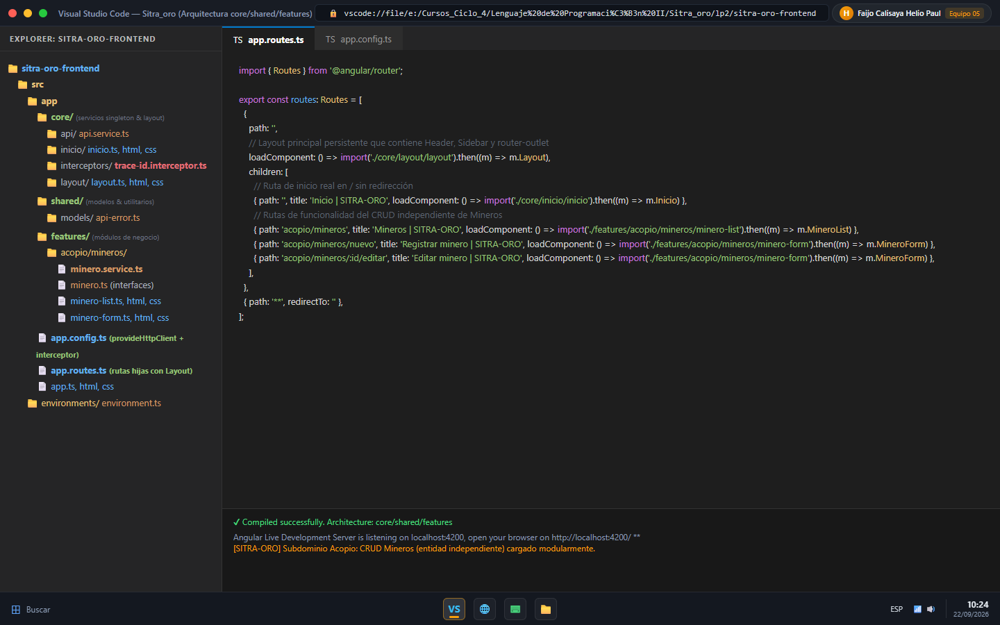 Visual Studio Code — Sitra_oro (Arquitectura core/shared/features)
vscode://file/e:/Cursos_Ciclo_4/Lenguaje%20de%20Programaci%C3%B3n%20II/Sitra_oro/lp2/sitra-oro-frontend
H Faijo Calisaya Helio Paul Equipo 05
EXPLORER: SITRA-ORO-FRONTEND
sitra-oro-frontend
src
app
core/ (servicios singleton & layout)
api/ api.service.ts
inicio/ inicio.ts, html, css
interceptors/ trace-id.interceptor.ts
layout/ layout.ts, html, css
shared/ (modelos & utilitarios)
models/ api-error.ts
features/ (módulos de negocio)
acopio/mineros/
minero.service.ts
minero.ts (interfaces)
minero-list.ts, html, css
minero-form.ts, html, css
app.config.ts (provideHttpClient +
interceptor)
app.routes.ts (rutas hijas con Layout)
app.ts, html, css
environments/ environment.ts
TS app.routes.ts
TS app.config.ts
import { Routes } from '@angular/router';
export const routes: Routes = [
{
path: '',
// Layout principal persistente que contiene Header, Sidebar y router-outlet
loadComponent: () => import('./core/layout/layout').then((m) => m.Layout),
children: [
// Ruta de inicio real en / sin redirección
{ path: '', title: 'Inicio | SITRA-ORO', loadComponent: () => import('./core/inicio/inicio').then((m) => m.Inicio) },
// Rutas de funcionalidad del CRUD independiente de Mineros
{ path: 'acopio/mineros', title: 'Mineros | SITRA-ORO', loadComponent: () => import('./features/acopio/mineros/minero-list').then((m) => m.MineroList) },
{ path: 'acopio/mineros/nuevo', title: 'Registrar minero | SITRA-ORO', loadComponent: () => import('./features/acopio/mineros/minero-form').then((m) => m.MineroForm) },
{ path: 'acopio/mineros/:id/editar', title: 'Editar minero | SITRA-ORO', loadComponent: () => import('./features/acopio/mineros/minero-form').then((m) => m.MineroForm) },
],
},
{ path: '**', redirectTo: '' },
];
✓ Compiled successfully. Architecture: core/shared/features
Angular Live Development Server is listening on localhost:4200, open your browser on http://localhost:4200/ **
[SITRA-ORO] Subdominio Acopio: CRUD Mineros (entidad independiente) cargado modularmente.
Buscar
VS
ESP
10:24
22/09/2026